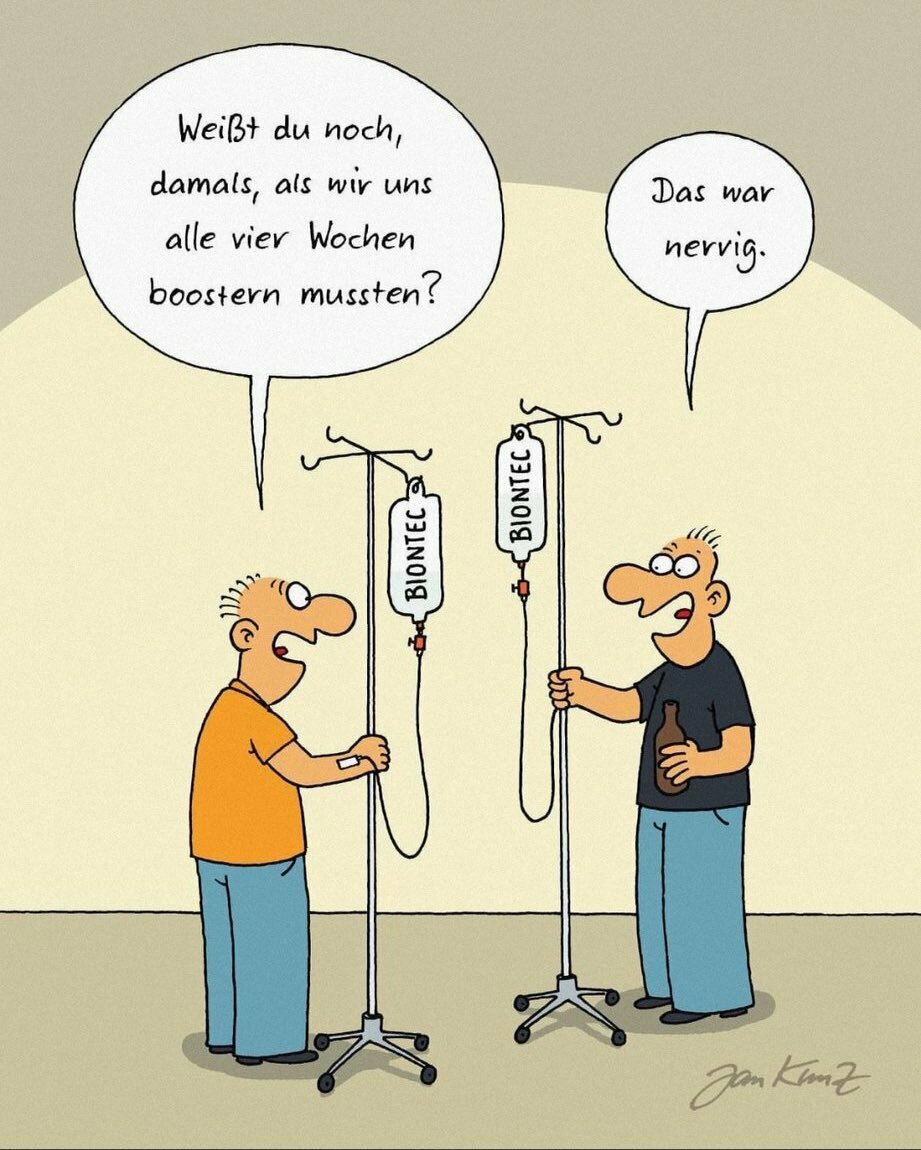 Weißt du noch,
damals, als wir uns
alle vier Wochen
boostern mussten?
Das war
nervig.
BIONTEC
BIONTEC
Jan Kunz